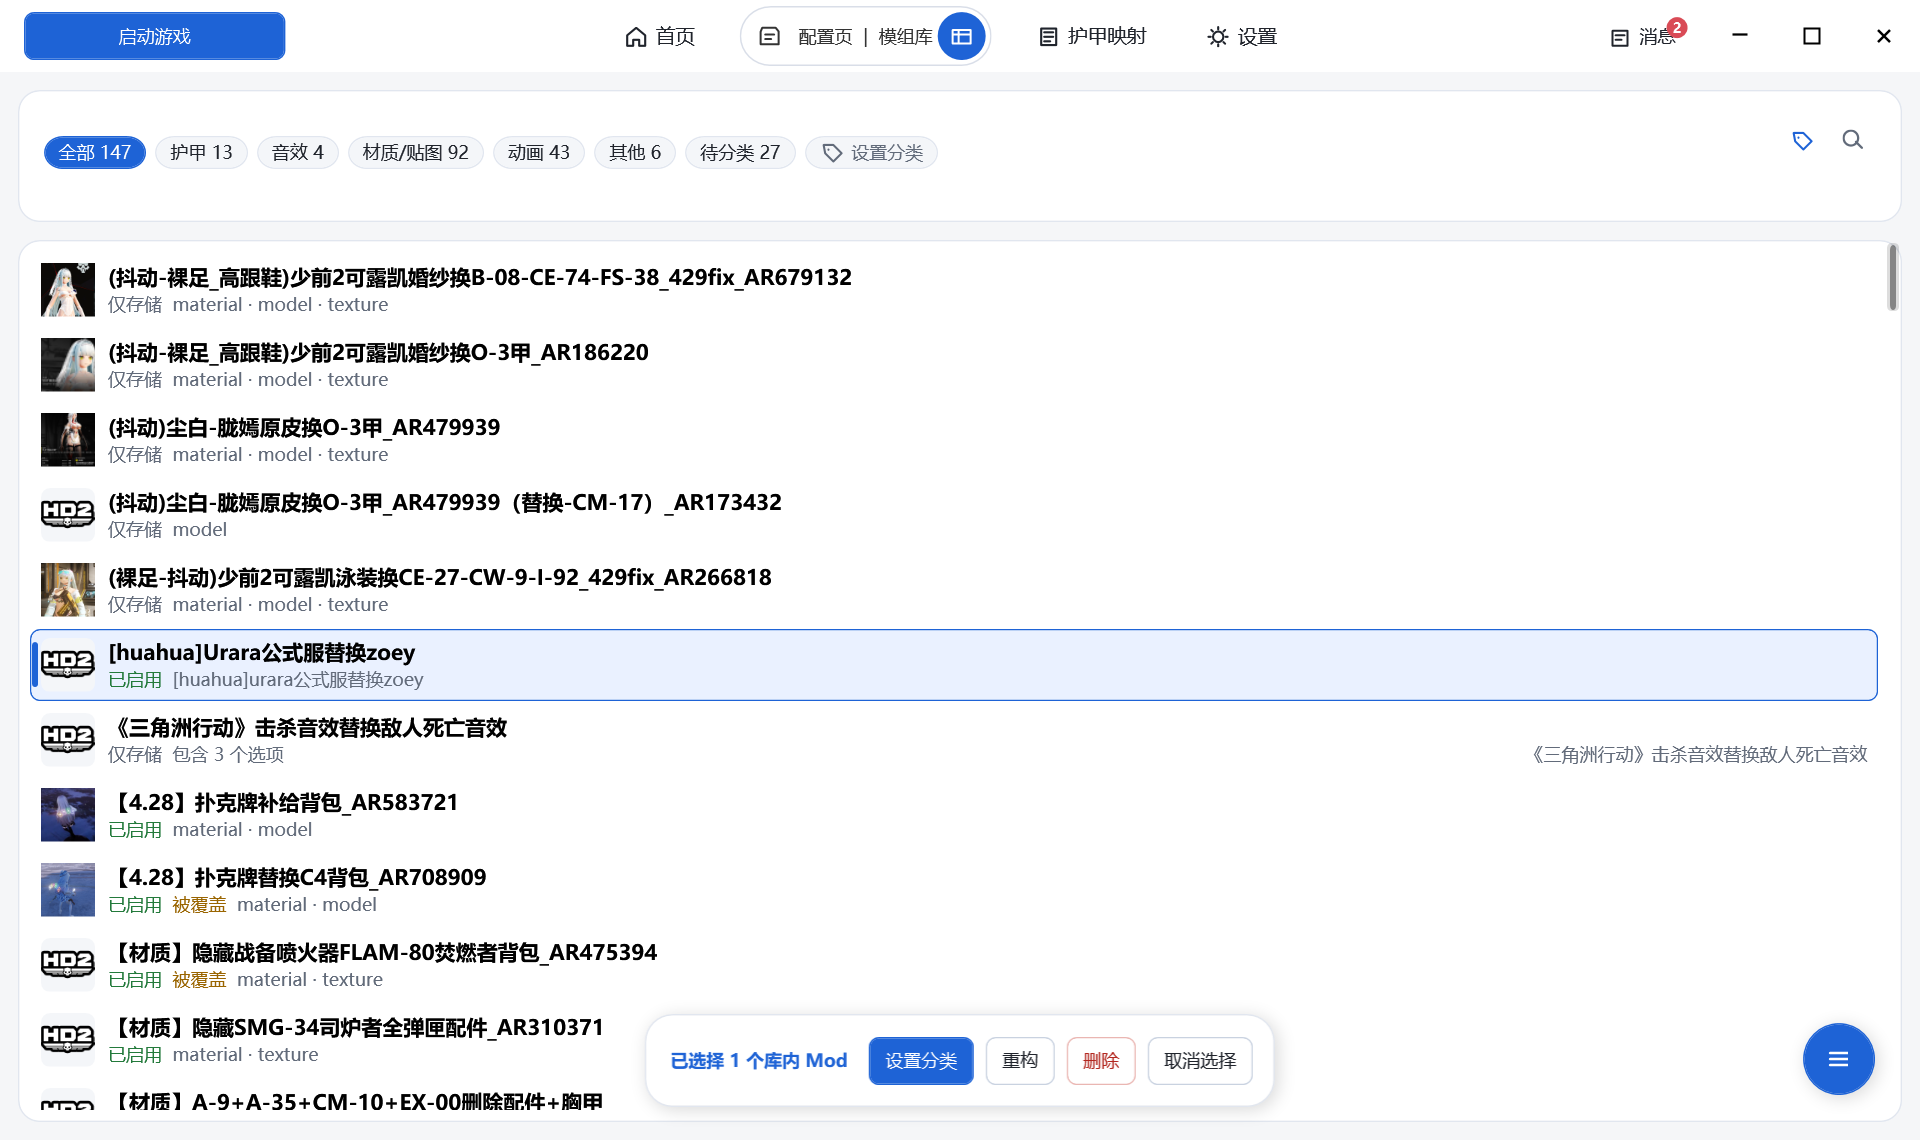 启动游戏
首页
配置页 | 模组库
护甲映射
设置
消息 2
全部 147
护甲 13
音效 4
材质/贴图 92
动画 43
其他 6
待分类 27
设置分类
(抖动-裸足_高跟鞋)少前2可露凯婚纱换B-08-CE-74-FS-38_429fix_AR679132
仅存储 material · model · texture
(抖动-裸足_高跟鞋)少前2可露凯婚纱换O-3甲_AR186220
仅存储 material · model · texture
(抖动)尘白-胧嫣原皮换O-3甲_AR479939
仅存储 material · model · texture
HD2
(抖动)尘白-胧嫣原皮换O-3甲_AR479939（替换-CM-17）_AR173432
仅存储 model
(裸足-抖动)少前2可露凯泳装换CE-27-CW-9-I-92_429fix_AR266818
仅存储 material · model · texture
HD2
[huahua]Urara公式服替换zoey
已启用 [huahua]urara公式服替换zoey
HD2
《三角洲行动》击杀音效替换敌人死亡音效
仅存储 包含 3 个选项
《三角洲行动》击杀音效替换敌人死亡音效
【4.28】扑克牌补给背包_AR583721
已启用 material · model
【4.28】扑克牌替换C4背包_AR708909
已启用 被覆盖 material · model
HD2
【材质】隐藏战备喷火器FLAM-80焚燃者背包_AR475394
已启用 被覆盖 material · texture
HD2
【材质】隐藏SMG-34司炉者全弹匣配件_AR310371
已启用 material · texture
HD2
【材质】A-9+A-35+CM-10+EX-00删除配件+胸甲
已选择 1 个库内 Mod
设置分类
重构
删除
取消选择